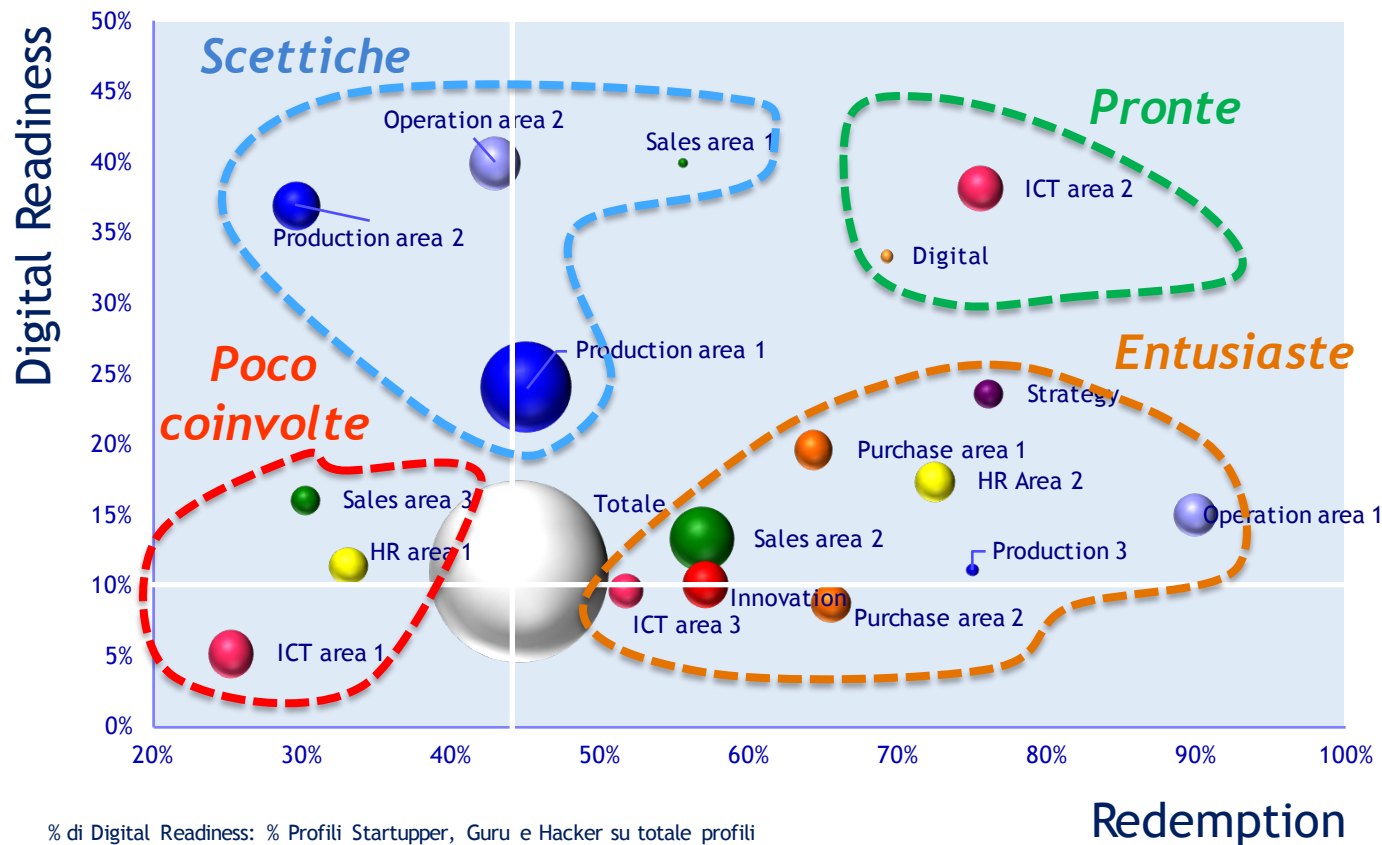 Digital Readiness
50%
45%
40%
35%
30%
25%
20%
15%
10%
5%
0%
Scettiche
Operation area 2
Sales area 1
Production area 2
Production area 1
Pronte
ICT area 2
Digital
Poco
coinvolte
Sales area 3
HR area 1
ICT area 1
Totale
Entusiaste
Strategy
Purchase area 1
HR Area 2
Operation area 1
Sales area 2
Production 3
Innovation
Purchase area 2
ICT area 3
20%
30%
40%
50%
60%
70%
80%
90%
100%
Redemption
% di Digital Readiness: % Profili Startupper, Guru e Hacker su totale profili